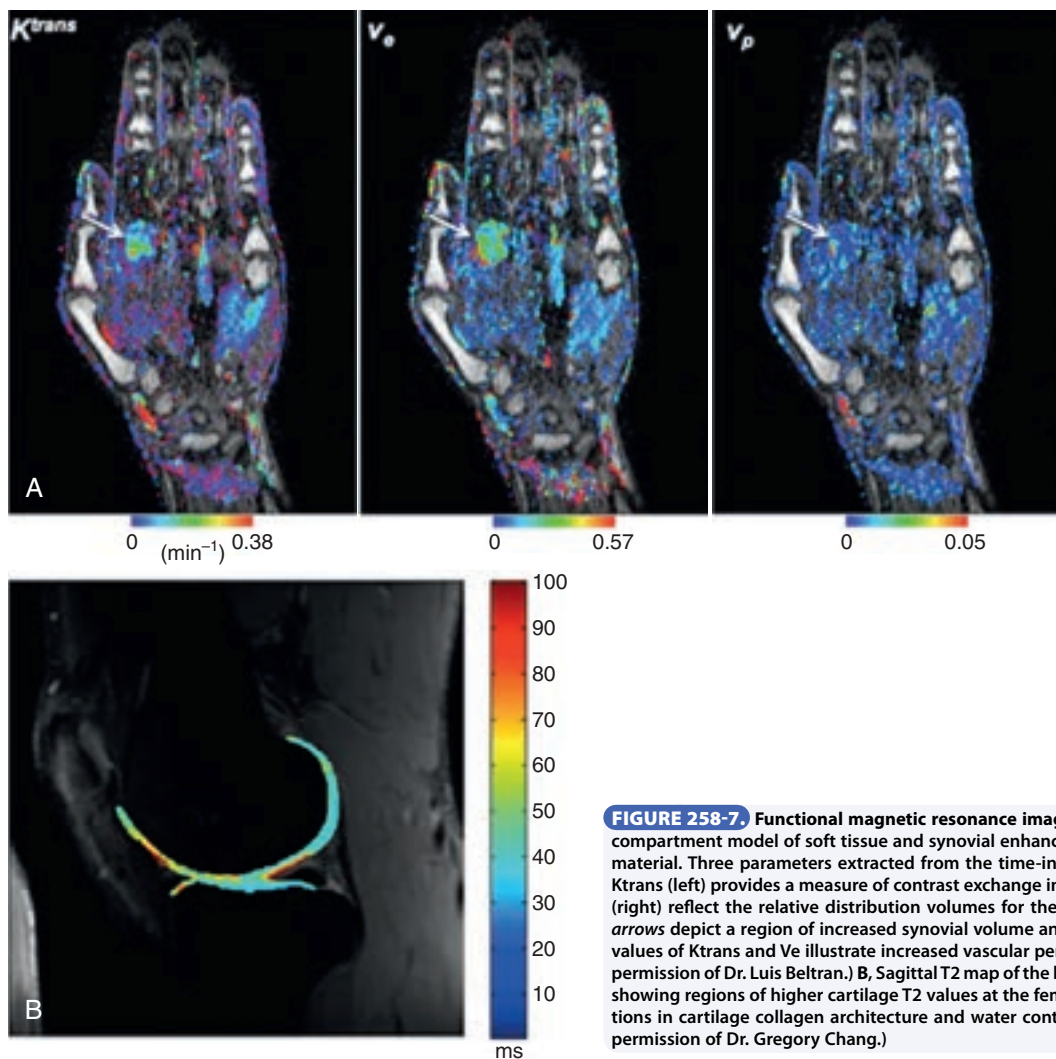 K^trans
v_e
v_p
A
0 0.38
(min⁻¹)
0 0.57
0 0.05
B
100
90
80
70
60
50
40
30
20
10
ms
FIGURE 258-7. Functional magnetic resonance imag
compartment model of soft tissue and synovial enhanc
material. Three parameters extracted from the time-in
Ktrans (left) provides a measure of contrast exchange in
(right) reflect the relative distribution volumes for the
arrows depict a region of increased synovial volume an
values of Ktrans and Ve illustrate increased vascular per
permission of Dr. Luis Beltran.) B, Sagittal T2 map of the l
showing regions of higher cartilage T2 values at the fen
tions in cartilage collagen architecture and water cont
permission of Dr. Gregory Chang.)